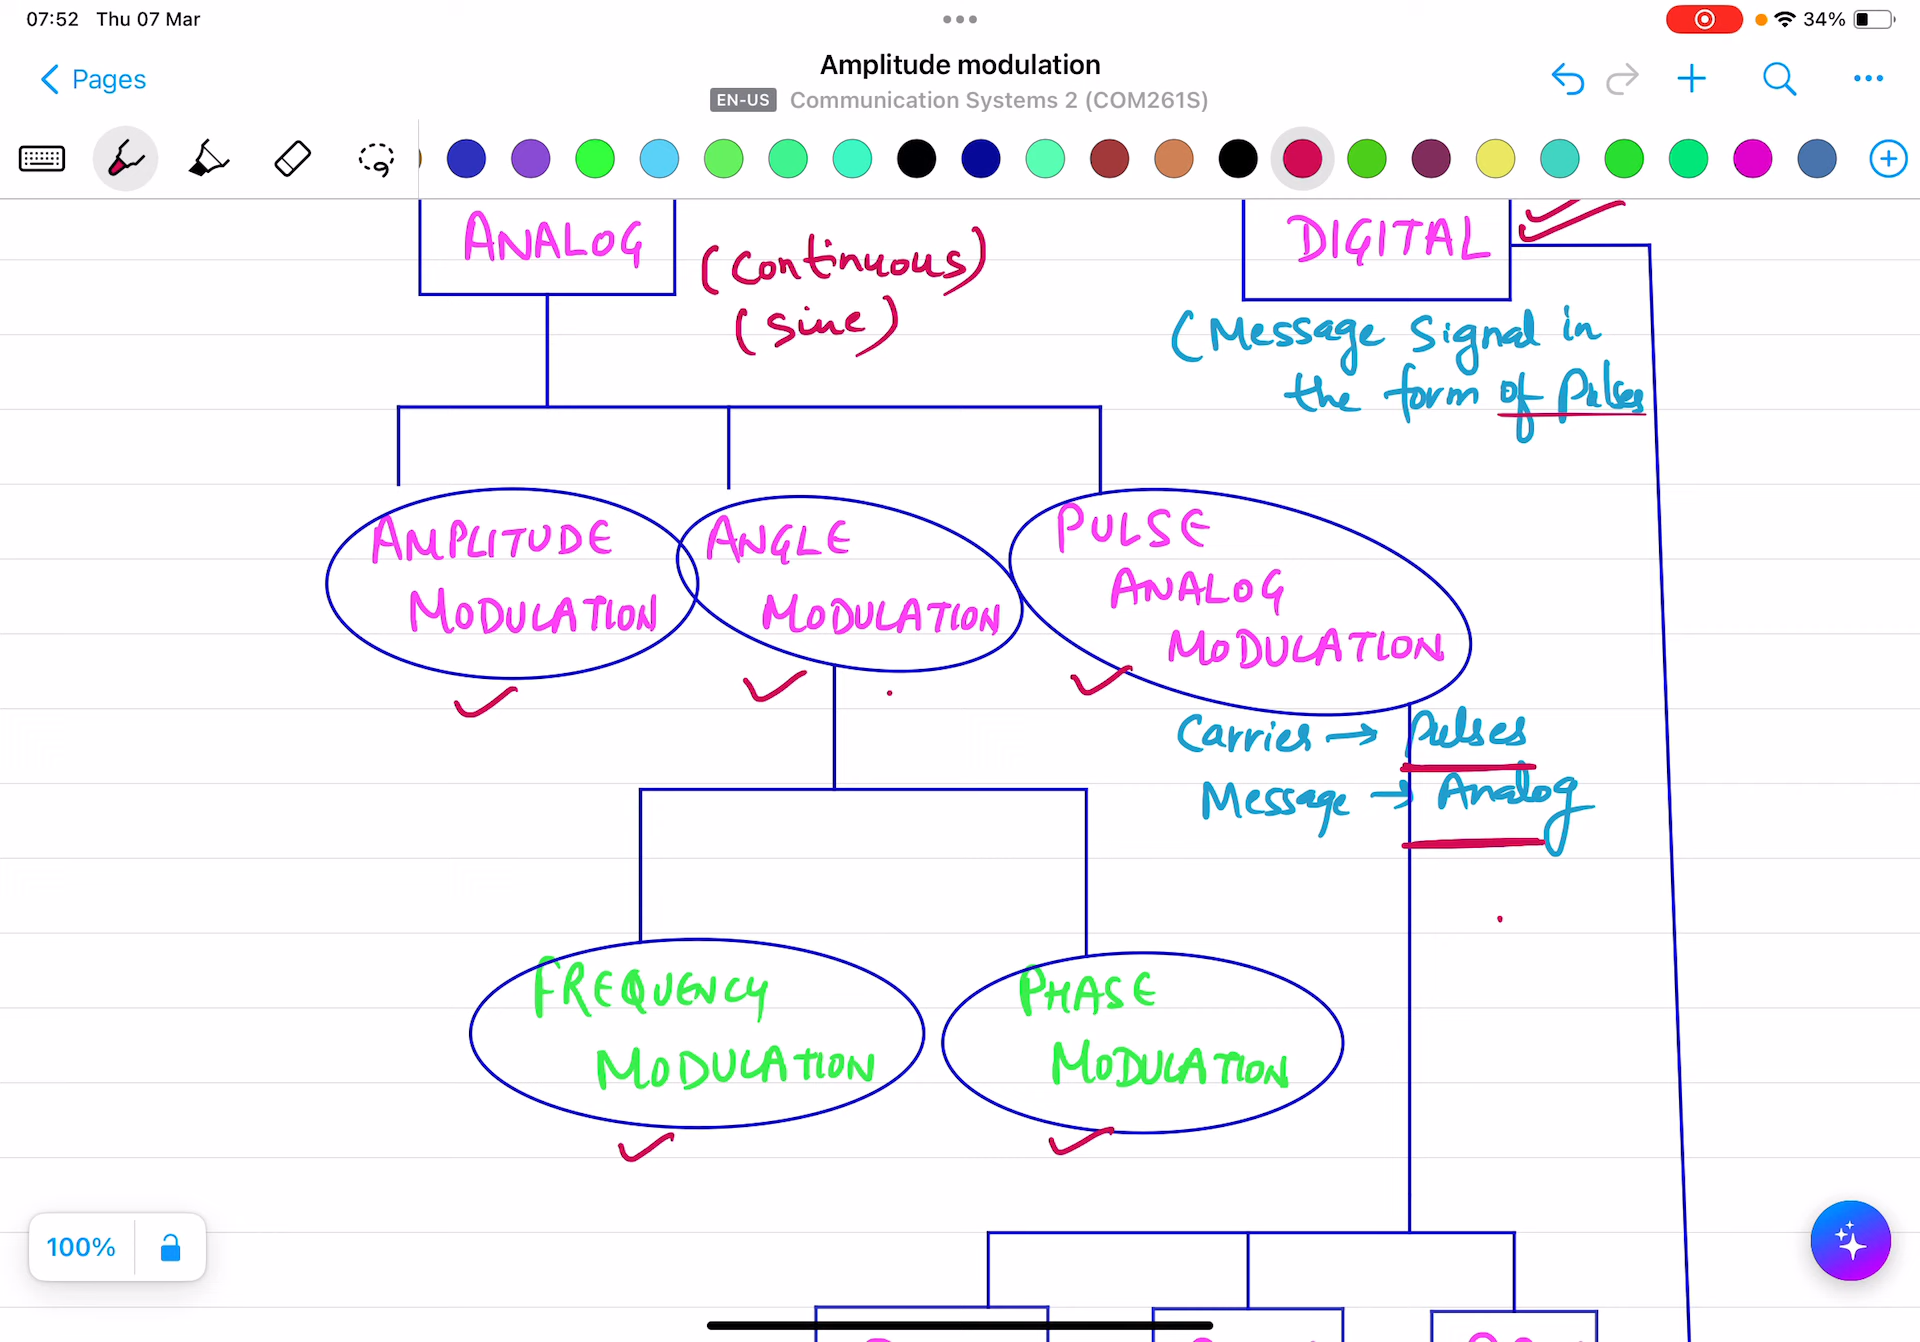 07:52 Thu 07 Mar
34%
Pages
Amplitude modulation
EN-US Communication Systems 2 (COM261S)
ANALOG
(Continuous)
(sine)
DIGITAL
(Message Signal in
the form of Pulses
AMPLITUDE
MODULATION
ANGLE
MODULATION
PULSE
ANALOG
MODULATION
Carrier → Pulses
Message → Analog
FREQUENCY
MODULATION
PHASE
MODULATION
100%